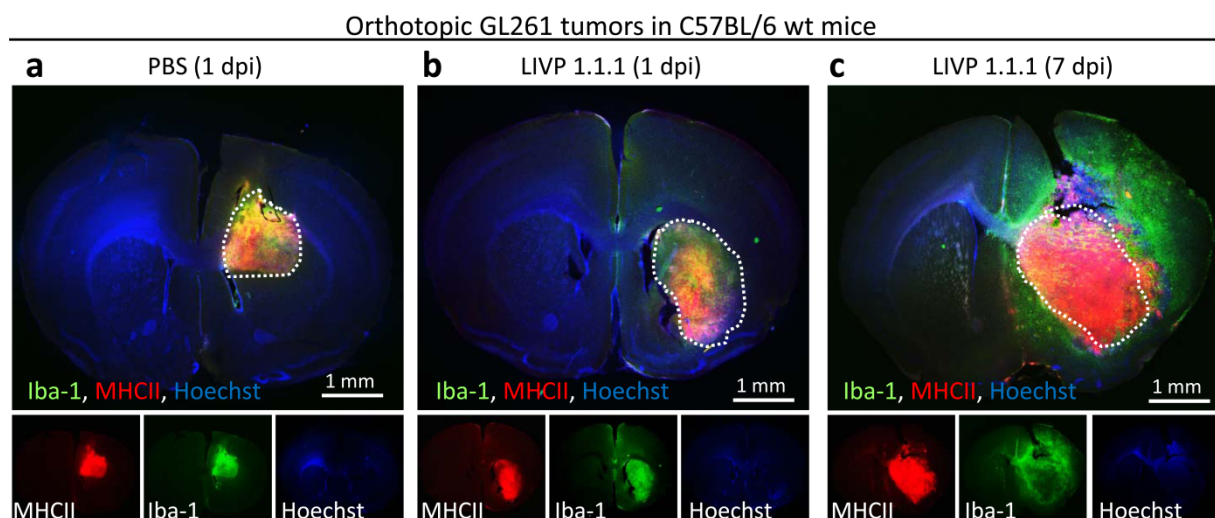 Orthotopic GL261 tumors in C57BL/6 wt mice
a PBS (1 dpi)
b LIVP 1.1.1 (1 dpi)
c LIVP 1.1.1 (7 dpi)
Iba-1, MHCII, Hoechst 1 mm
Iba-1, MHCII, Hoechst 1 mm
Iba-1, MHCII, Hoechst 1 mm
MHCII Iba-1 Hoechst
MHCII Iba-1 Hoechst
MHCII Iba-1 Hoechst